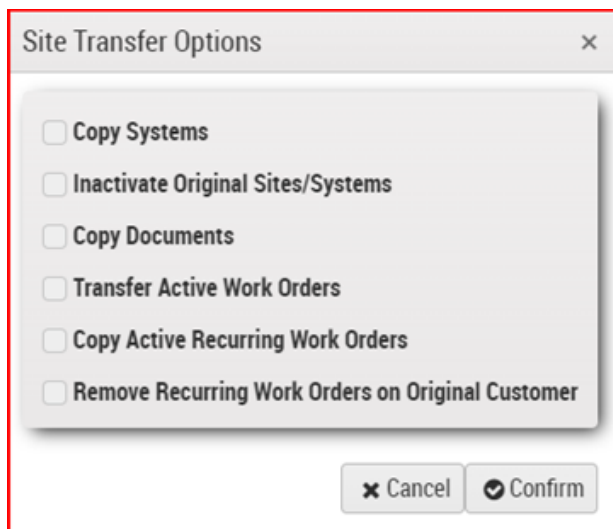 Site Transfer Options
Copy Systems
Inactivate Original Sites/Systems
Copy Documents
Transfer Active Work Orders
Copy Active Recurring Work Orders
Remove Recurring Work Orders on Original Customer
Cancel Confirm